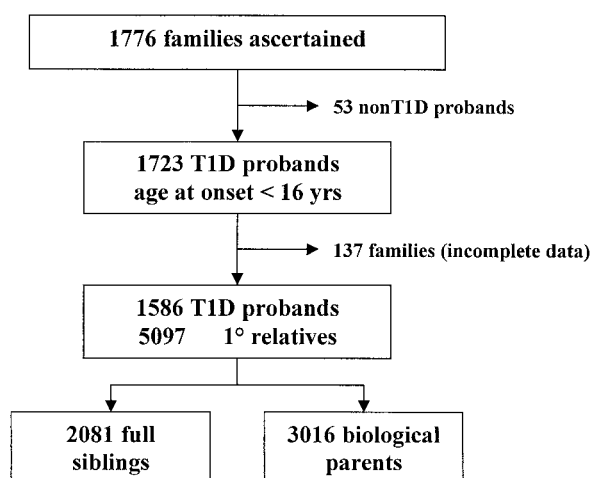 1776 families ascertained
53 nonT1D probands
1723 T1D probands
age at onset < 16 yrs
137 families (incomplete data)
1586 T1D probands
5097 1° relatives
2081 full
siblings
3016 biological
parents